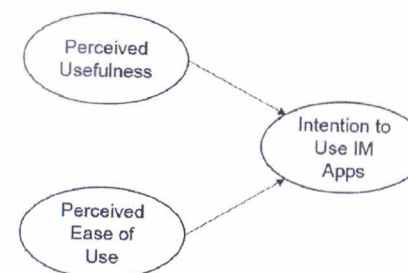 Perceived
Usefulness
Intention to
Use IM
Apps
Perceived
Ease of
Use